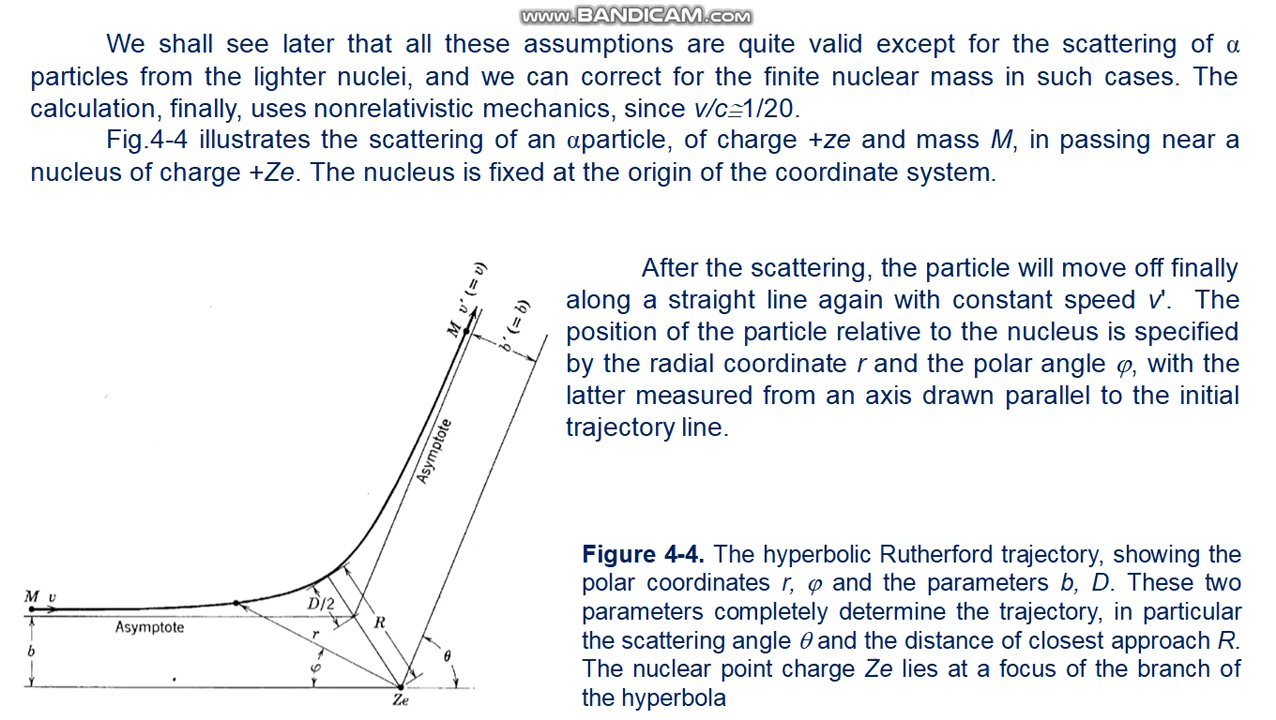 www.BANDICAM.com
We shall see later that all these assumptions are quite valid except for the scattering of α
particles from the lighter nuclei, and we can correct for the finite nuclear mass in such cases. The
calculation, finally, uses nonrelativistic mechanics, since v/c≅1/20.
Fig.4-4 illustrates the scattering of an αparticle, of charge +ze and mass M, in passing near a
nucleus of charge +Ze. The nucleus is fixed at the origin of the coordinate system.
After the scattering, the particle will move off finally
along a straight line again with constant speed v'. The
position of the particle relative to the nucleus is specified
by the radial coordinate r and the polar angle φ, with the
latter measured from an axis drawn parallel to the initial
trajectory line.
M v' (= v)
b' (= b)
Asymptote
M v
Asymptote
D/2
R
r
b
φ
θ
Ze
Figure 4-4. The hyperbolic Rutherford trajectory, showing the
polar coordinates r, φ and the parameters b, D. These two
parameters completely determine the trajectory, in particular
the scattering angle θ and the distance of closest approach R.
The nuclear point charge Ze lies at a focus of the branch of
the hyperbola